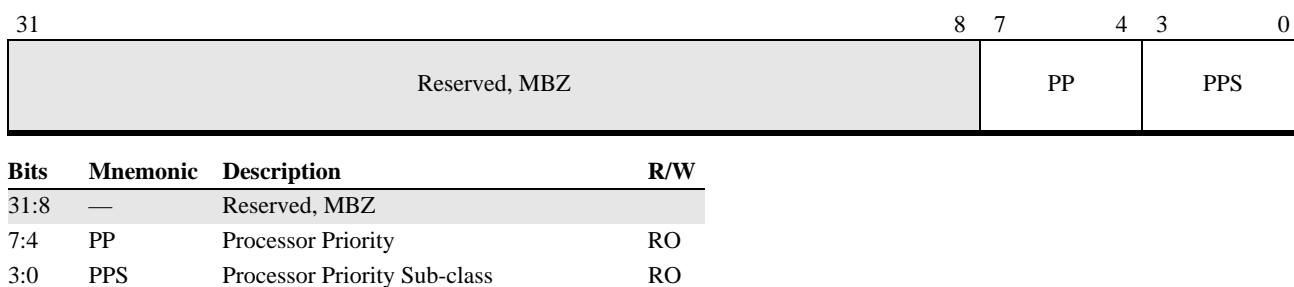 31 8 7 4 3 0
Reserved, MBZ PP PPS
Bits Mnemonic Description R/W
31:8 — Reserved, MBZ
7:4 PP Processor Priority RO
3:0 PPS Processor Priority Sub-class RO